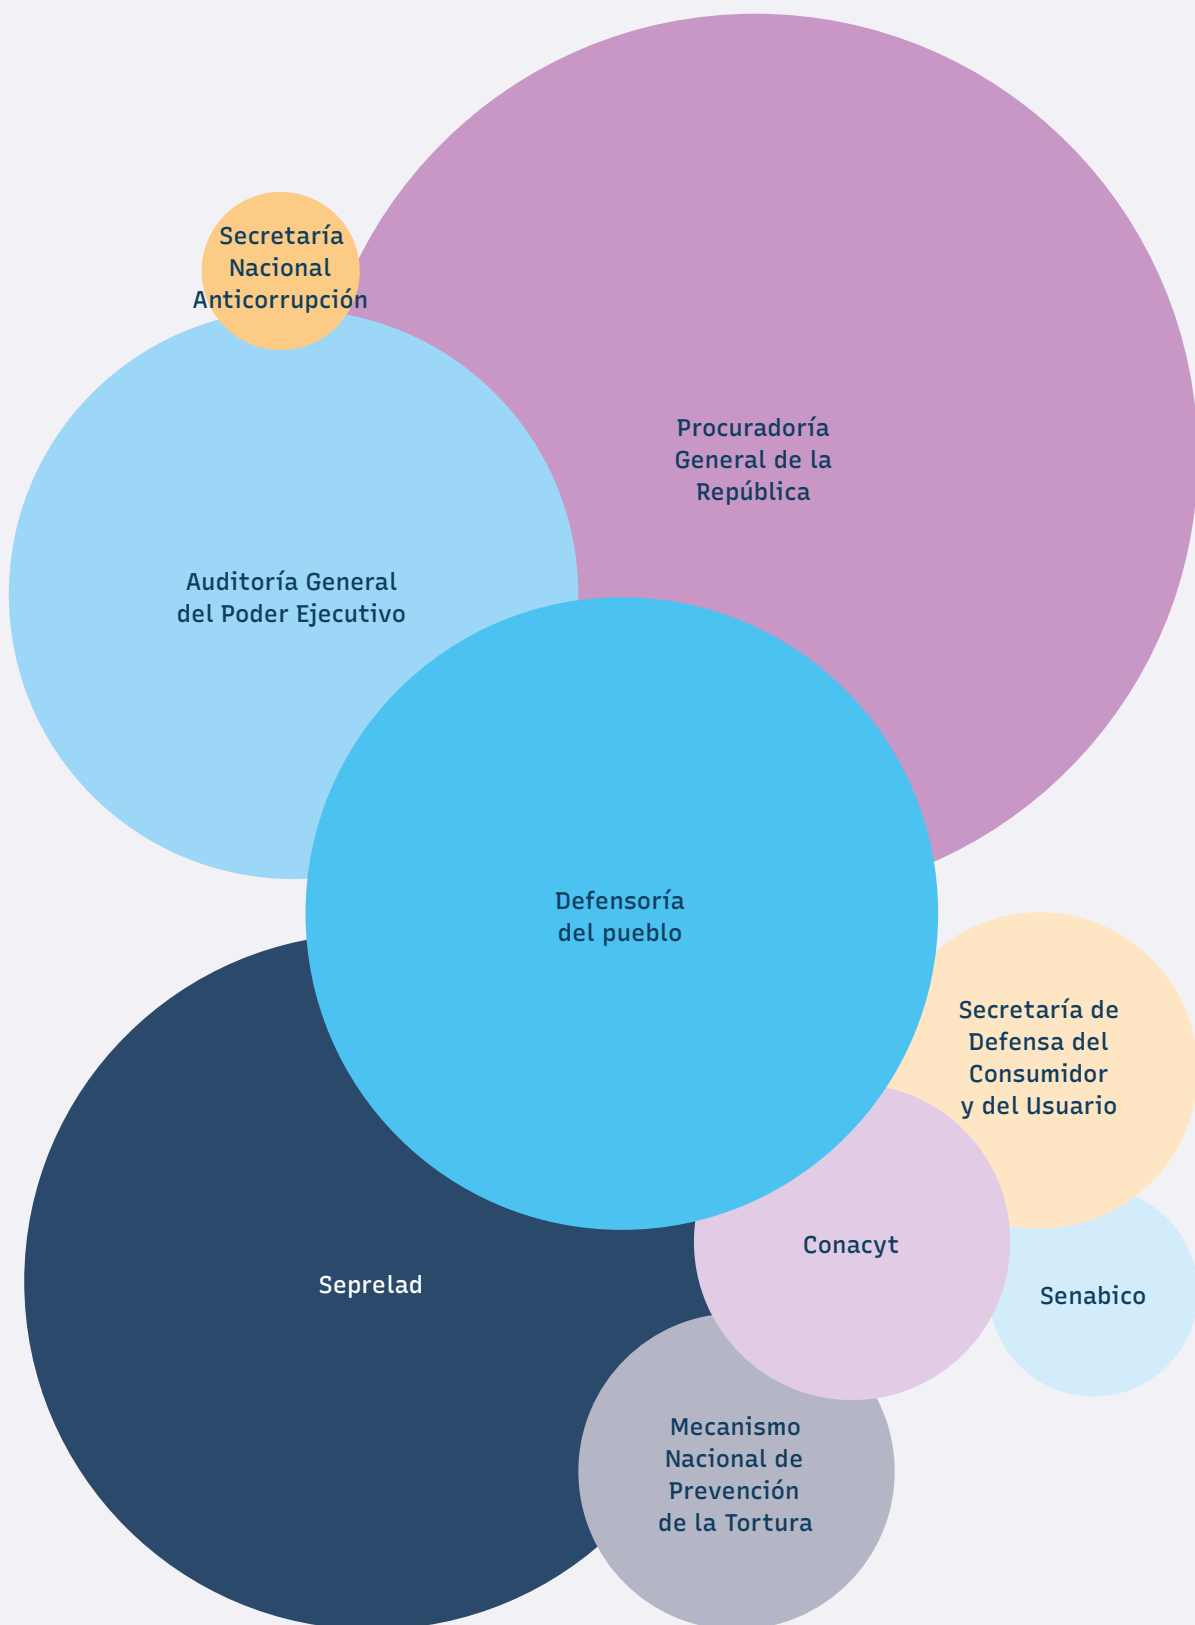 Secretaría
Nacional
Anticorrupción
Procuradoría
General de la
República
Auditoría General
del Poder Ejecutivo
Defensoría
del pueblo
Secretaría de
Defensa del
Consumidor
y del Usuario
Conacyt
Seprelad
Senabico
Mecanismo
Nacional de
Prevención
de la Tortura